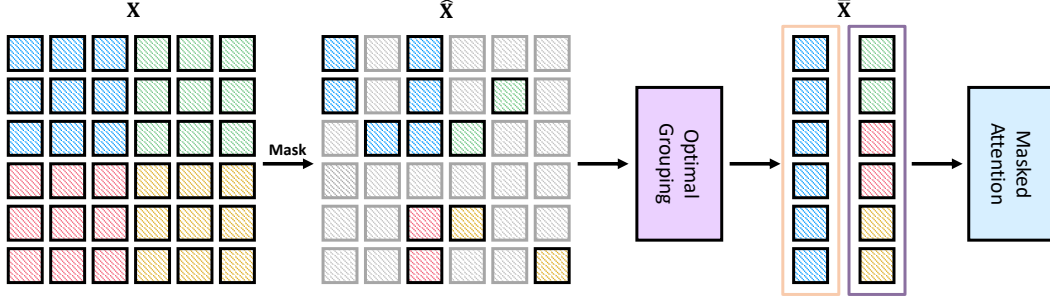 X
X̂
X̄
Mask
Optimal
Grouping
Masked
Attention